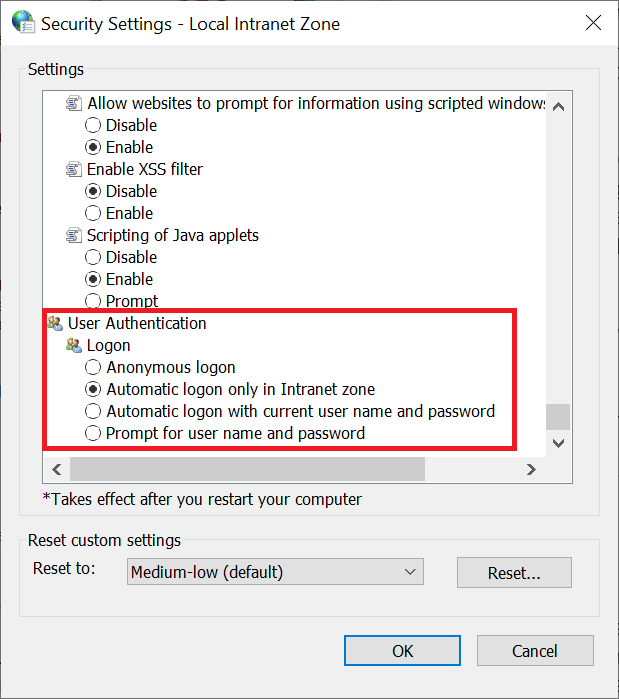 Security Settings - Local Intranet Zone
Settings
Allow websites to prompt for information using scripted windows
Disable
Enable
Enable XSS filter
Disable
Enable
Scripting of Java applets
Disable
Enable
Prompt
User Authentication
Logon
Anonymous logon
Automatic logon only in Intranet zone
Automatic logon with current user name and password
Prompt for user name and password
*Takes effect after you restart your computer
Reset custom settings
Reset to:
Medium-low (default)
Reset...
OK
Cancel